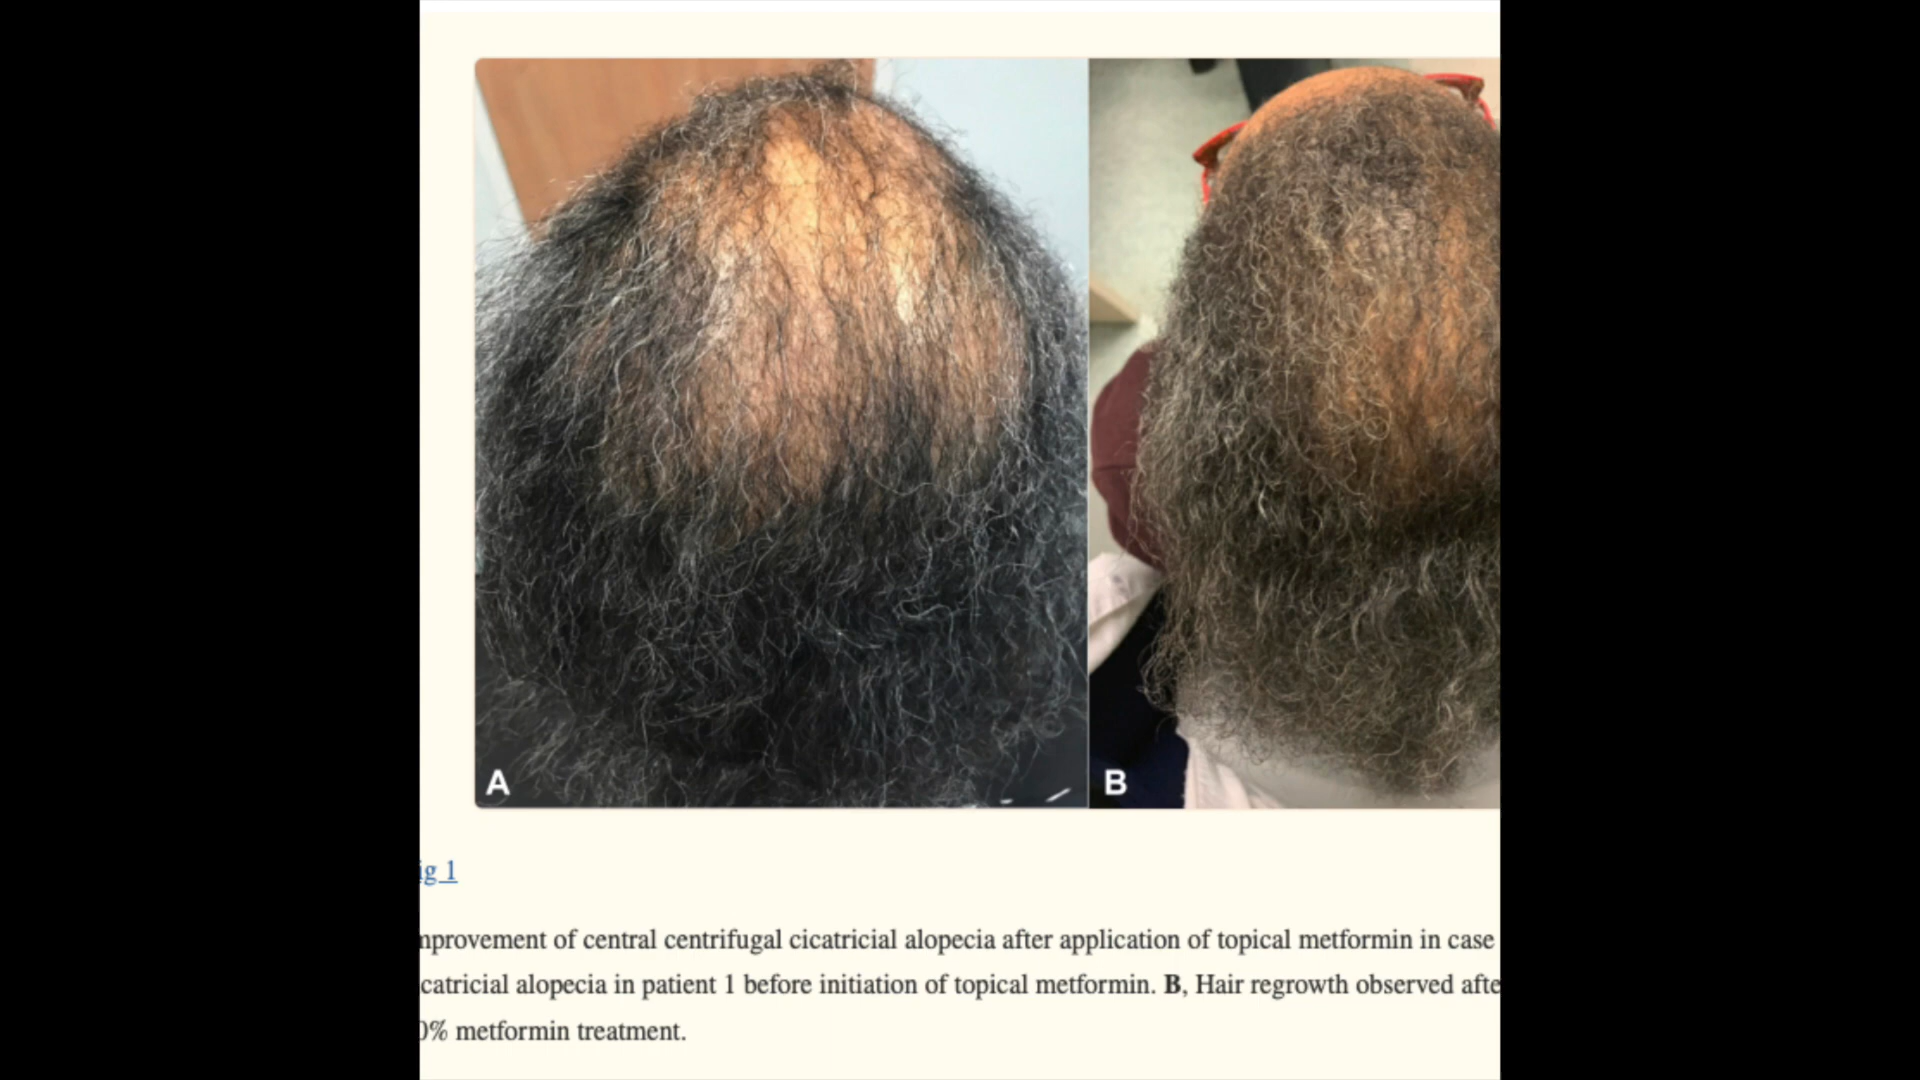 A
B
ig 1
mprovement of central centrifugal cicatricial alopecia after application of topical metformin in case
catricial alopecia in patient 1 before initiation of topical metformin. B, Hair regrowth observed afte
0% metformin treatment.